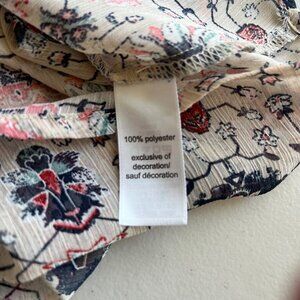 100% polyester
exclusive of
decoration/
sauf décoration